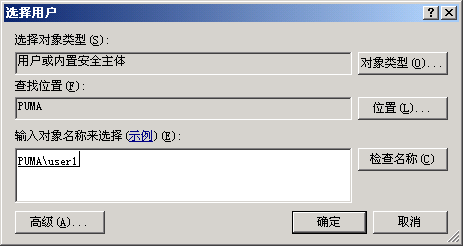 选择用户
选择对象类型(S):
用户或内置安全主体
对象类型(O)...
查找位置(F):
PUMA
位置(L)...
输入对象名称来选择(示例)(E):
PUMA\user1
检查名称(C)
高级(A)...
确定
取消